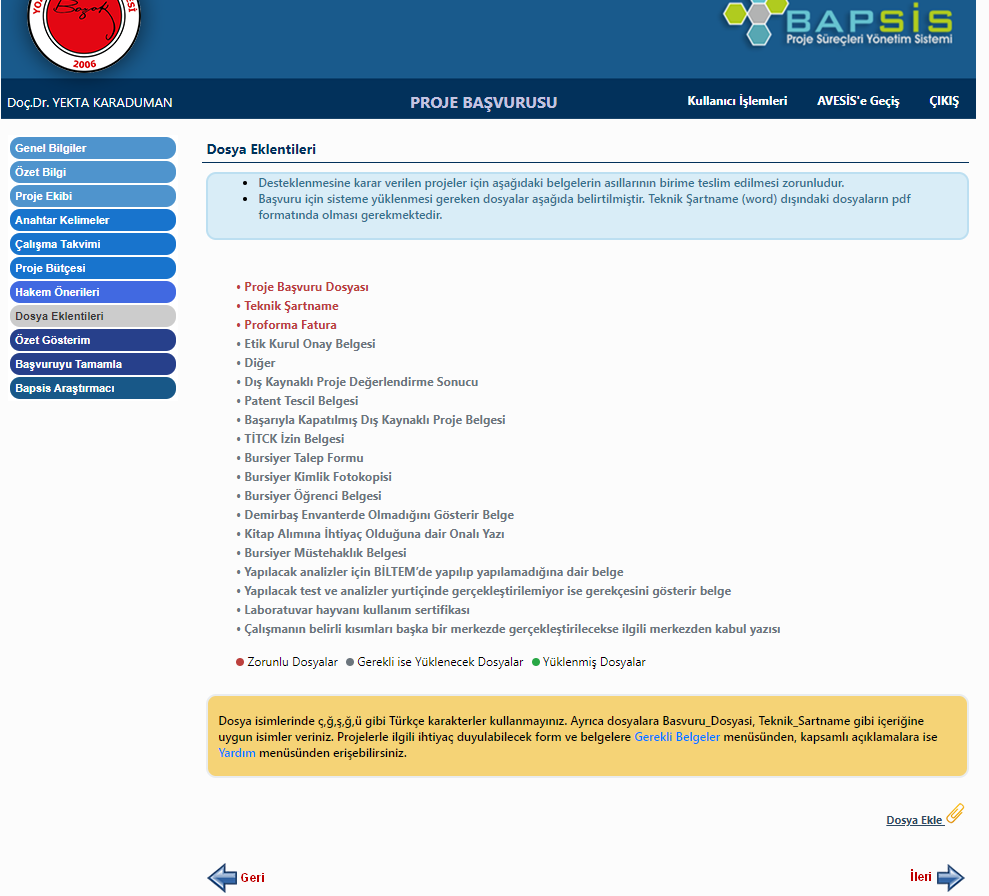 Bozok
2006
BAPSİS
Proje Süreçleri Yönetim Sistemi
Doç.Dr. YEKTA KARADUMAN
PROJE BAŞVURUSU
Kullanıcı İşlemleri
AVESİS'e Geçiş
ÇIKIŞ
Genel Bilgiler
Özet Bilgi
Proje Ekibi
Anahtar Kelimeler
Çalışma Takvimi
Proje Bütçesi
Hakem Önerileri
Dosya Eklentileri
Özet Gösterim
Başvuruyu Tamamla
Bapsis Araştırmacı
Dosya Eklentileri
• Desteklenmesine karar verilen projeler için aşağıdaki belgelerin asıllarının birime teslim edilmesi zorunludur.
• Başvuru için sisteme yüklenmesi gereken dosyalar aşağıda belirtilmiştir. Teknik Şartname (word) dışındaki dosyaların pdf
formatında olması gerekmektedir.
• Proje Başvuru Dosyası
• Teknik Şartname
• Proforma Fatura
• Etik Kurul Onay Belgesi
• Diğer
• Dış Kaynaklı Proje Değerlendirme Sonucu
• Patent Tescil Belgesi
• Başarıyla Kapatılmış Dış Kaynaklı Proje Belgesi
• TİTCK İzin Belgesi
• Bursiyer Talep Formu
• Bursiyer Kimlik Fotokopisi
• Bursiyer Öğrenci Belgesi
• Demirbaş Envanterde Olmadığını Gösterir Belge
• Kitap Alımına İhtiyaç Olduğuna dair Onalı Yazı
• Bursiyer Müstehaklık Belgesi
• Yapılacak analizler için BİLTEM'de yapılıp yapılamadığına dair belge
• Yapılacak test ve analizler yurtiçinde gerçekleştirilemiyor ise gerekçesini gösterir belge
• Laboratuvar hayvanı kullanım sertifikası
• Çalışmanın belirli kısımları başka bir merkezde gerçekleştirilecekse ilgili merkezden kabul yazısı
● Zorunlu Dosyalar ● Gerekli ise Yüklenecek Dosyalar ● Yüklenmiş Dosyalar
Dosya isimlerinde ç,ğ,ş,ğ,ü gibi Türkçe karakterler kullanmayınız. Ayrıca dosyalara Basvuru_Dosyasi, Teknik_Sartname gibi içeriğine
uygun isimler veriniz. Projelerle ilgili ihtiyaç duyulabilecek form ve belgelere Gerekli Belgeler menüsünden, kapsamlı açıklamalara ise
Yardım menüsünden erişebilirsiniz.
Dosya Ekle
Geri
İleri